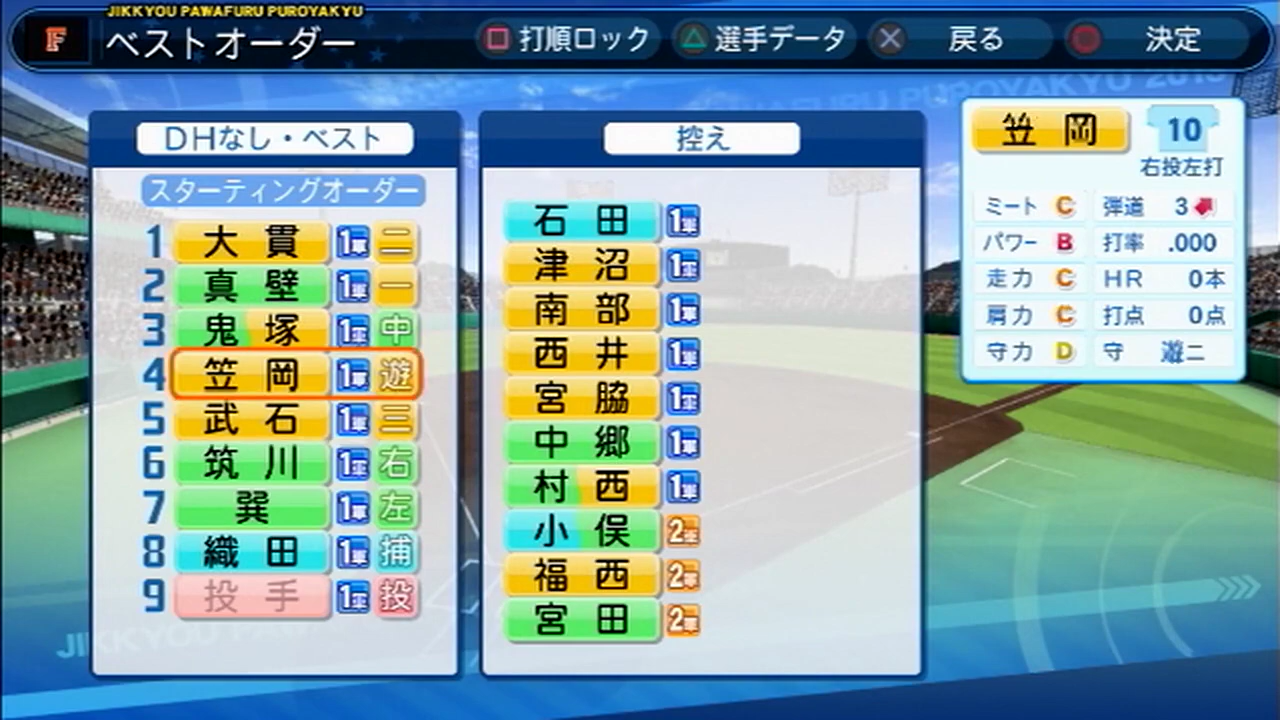 JIKKYOU PAWAFURU PUROYAKYU
F ベストオーダー □ 打順ロック △ 選手データ × 戻る ○ 決定
DHなし・ベスト
スターティングオーダー
1 大貫 1軍 二
2 真壁 1軍 一
3 鬼塚 1軍 中
4 笠岡 1軍 遊
5 武石 1軍 三
6 筑川 1軍 右
7 巽 1軍 左
8 織田 1軍 捕
9 投手 1軍 投
控え
石田 1軍
津沼 1軍
南部 1軍
西井 1軍
宮脇 1軍
中郷 1軍
村西 1軍
小俣 2軍
福西 2軍
宮田 2軍
笠岡 10
右投左打
ミート C 弾道 3
パワー B 打率 .000
走力 C HR 0本
肩力 C 打点 0点
守力 D 守 遊二